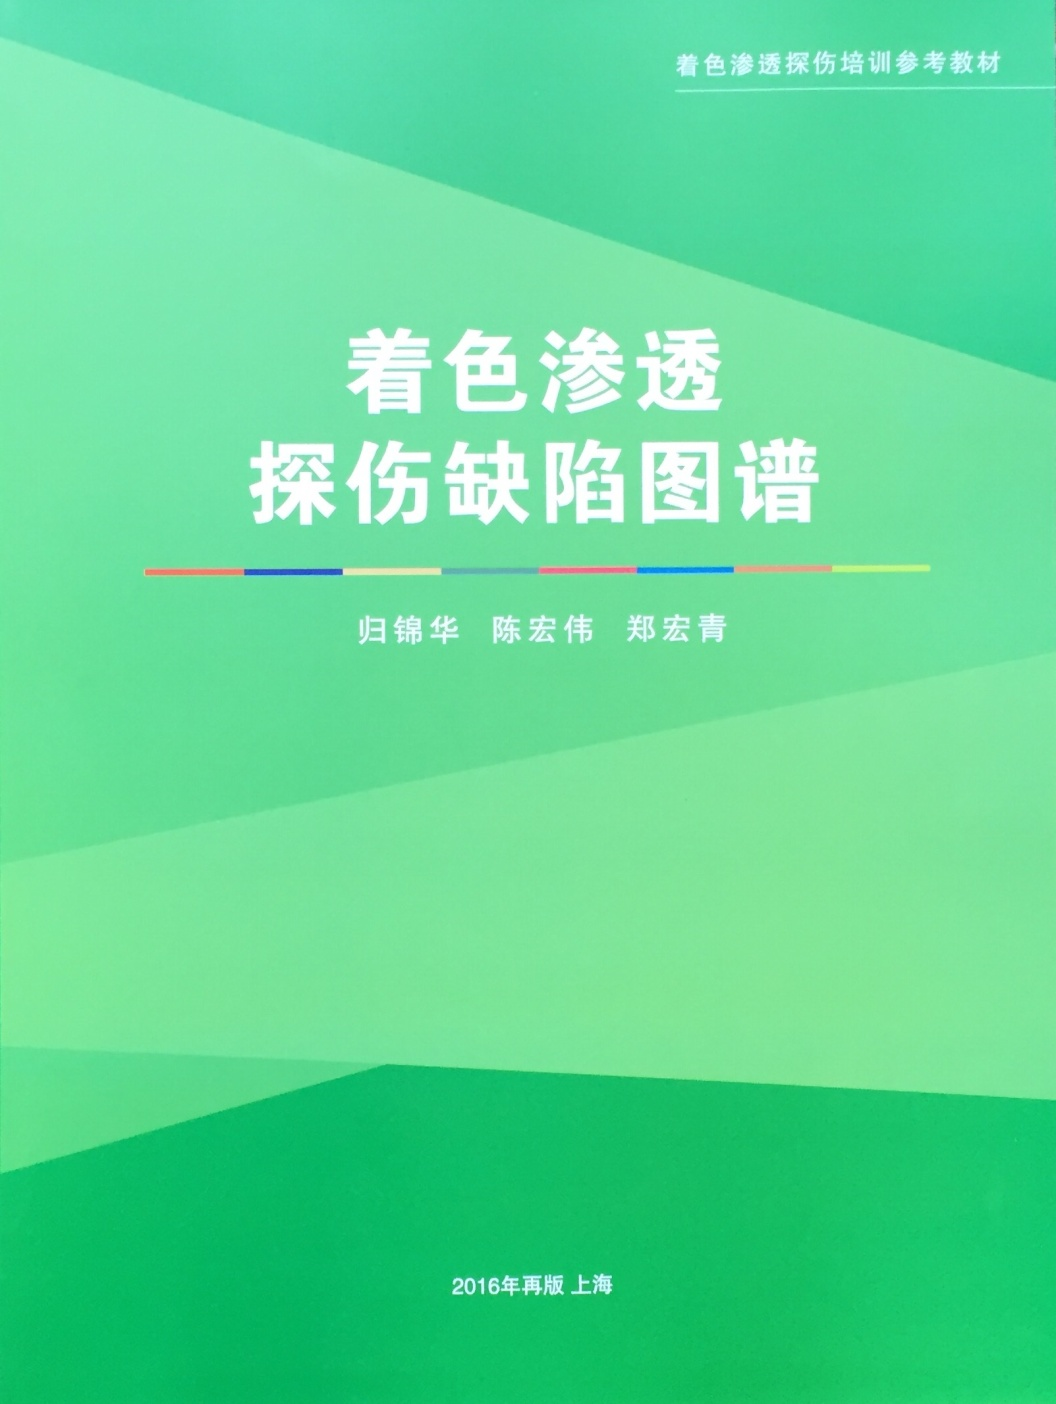 着色渗透探伤培训参考教材
着色渗透
探伤缺陷图谱
归锦华 陈宏伟 郑宏青
2016年再版 上海